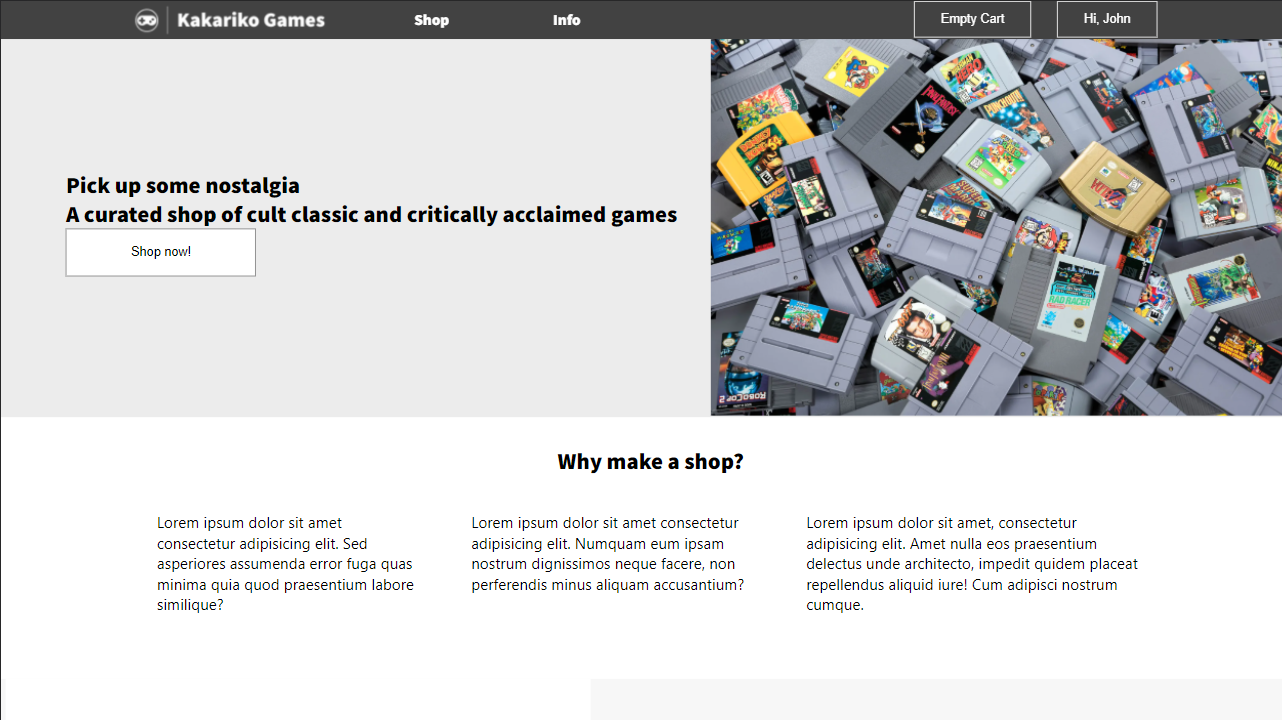 Kakariko Games
Shop
Info
Empty Cart
Hi, John
Pick up some nostalgia
A curated shop of cult classic and critically acclaimed games
Shop now!
RAD RACER
ROBOCOP 2
Why make a shop?
Lorem ipsum dolor sit amet
consectetur adipisicing elit. Sed
asperiores assumenda error fuga quas
minima quia quod praesentium labore
similique?
Lorem ipsum dolor sit amet consectetur
adipisicing elit. Numquam eum ipsam
nostrum dignissimos neque facere, non
perferendis minus aliquam accusantium?
Lorem ipsum dolor sit amet, consectetur
adipisicing elit. Amet nulla eos praesentium
delectus unde architecto, impedit quidem placeat
repellendus aliquid iure! Cum adipisci nostrum
cumque.